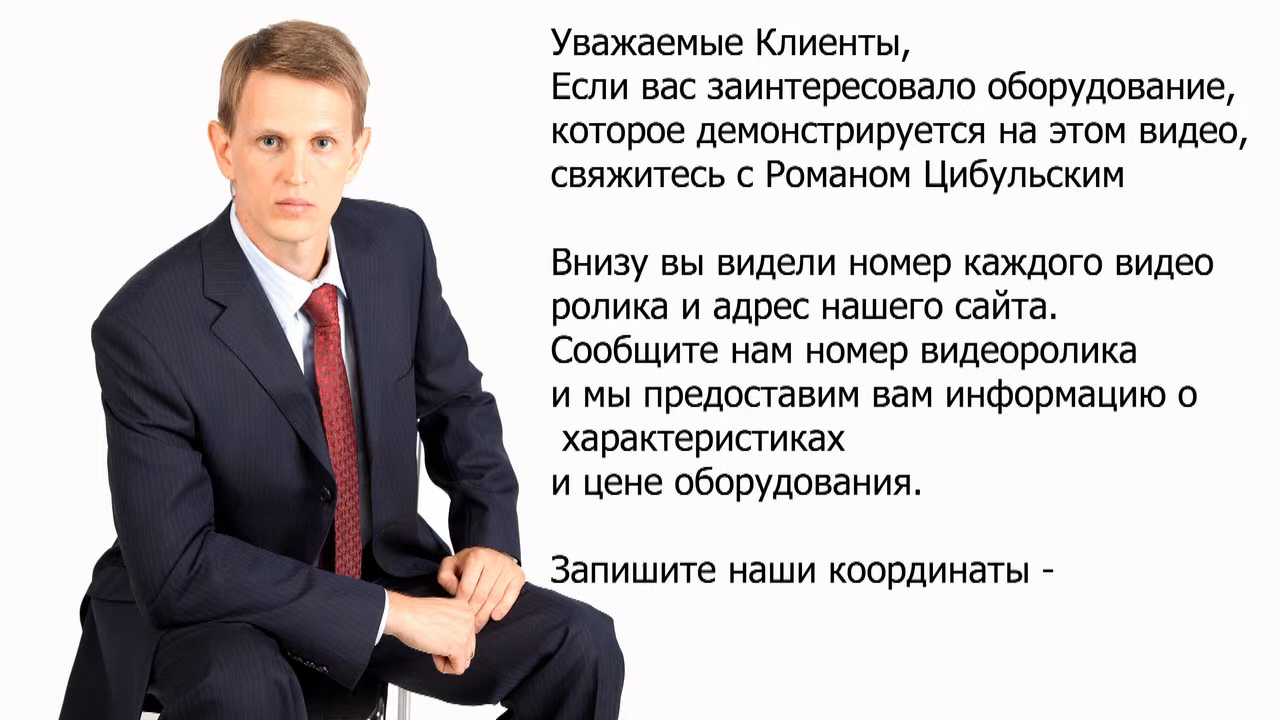 Уважаемые Клиенты,
Если вас заинтересовало оборудование,
которое демонстрируется на этом видео,
свяжитесь с Романом Цибульским
Внизу вы видели номер каждого видео
ролика и адрес нашего сайта.
Сообщите нам номер видеоролика
и мы предоставим вам информацию о
характеристиках
и цене оборудования.
Запишите наши координаты -